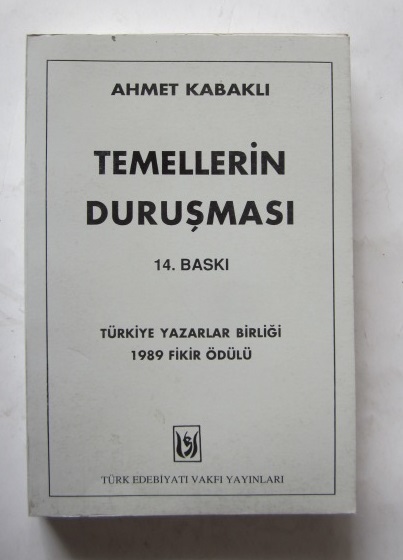 AHMET KABAKLI
TEMELLERİN
DURUŞMASI
14. BASKI
TÜRKİYE YAZARLAR BİRLİĞİ
1989 FİKİR ÖDÜLÜ
TÜRK EDEBİYATI VAKFI YAYINLARI